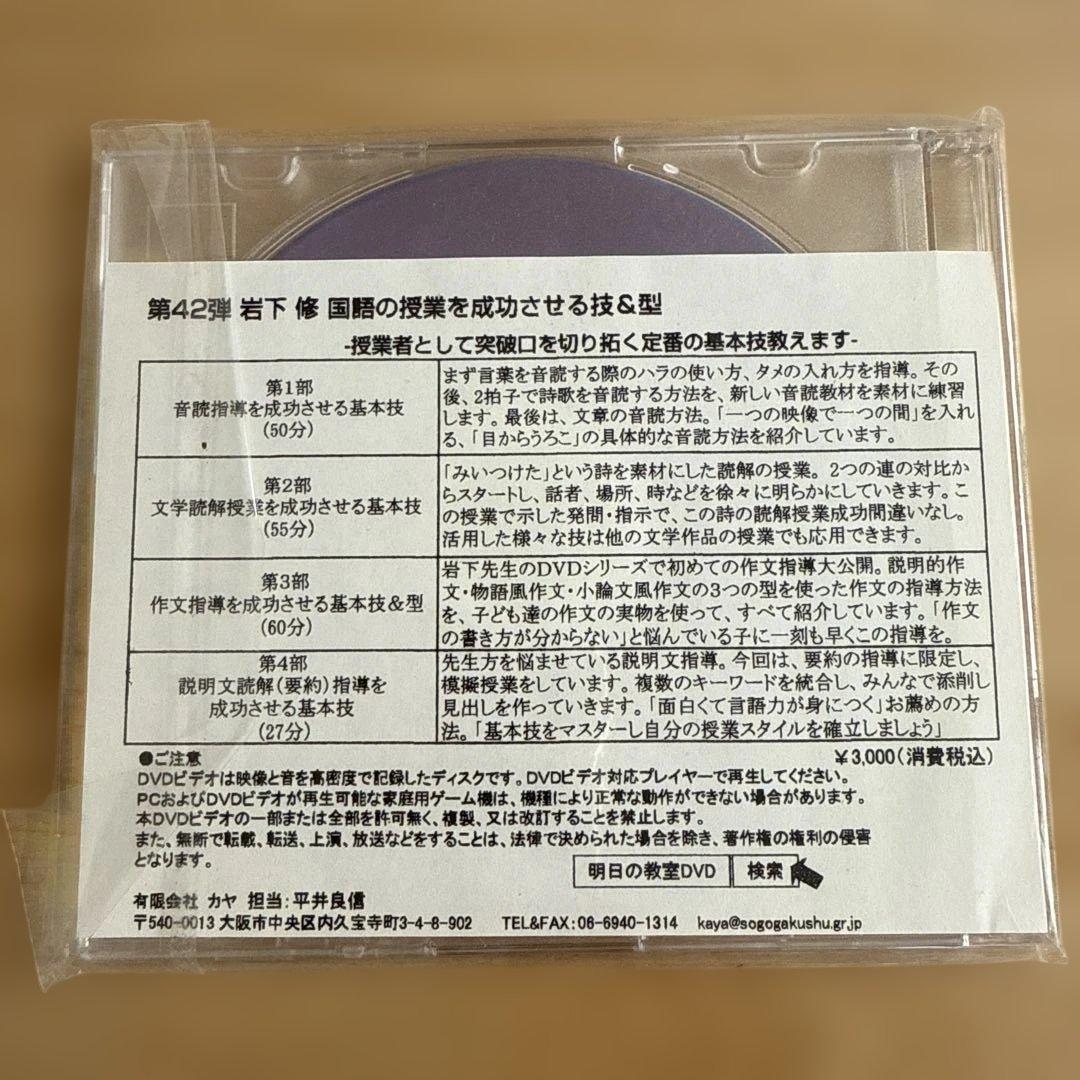 第42弾 岩下 修 国語の授業を成功させる技＆型
-授業者として突破口を切り拓く定番の基本技教えます-
第1部
音読指導を成功させる基本技
(50分)
まず言葉を音読する際のハラの使い方、タメの入れ方を指導。その
後、2拍子で詩歌を音読する方法を、新しい音読教材を素材に練習
します。最後は、文章の音読方法。「一つの映像で一つの間」を入れ
る、「目からうろこ」の具体的な音読方法を紹介しています。
第2部
文学読解授業を成功させる基本技
(55分)
「みいつけた」という詩を素材にした読解の授業。2つの連の対比か
らスタートし、話者、場所、時などを徐々に明らかにしていきます。こ
の授業で示した発問・指示で、この詩の読解授業成功間違いなし。
活用した様々な技は他の文学作品の授業でも応用できます。
第3部
作文指導を成功させる基本技＆型
(60分)
岩下先生のDVDシリーズで初めての作文指導大公開。説明的作
文・物語風作文・小論文風作文の3つの型を使った作文の指導方法
を、子ども達の作文の実物を使って、すべて紹介しています。「作文
の書き方が分からない」と悩んでいる子に一刻も早くこの指導を。
第4部
説明文読解(要約)指導を
成功させる基本技
(27分)
先生方を悩ませている説明文指導。今回は、要約の指導に限定し、
模擬授業をしています。複数のキーワードを統合し、みんなで添削し
見出しを作っていきます。「面白くて言語力が身につく」お薦めの方
法。「基本技をマスターし自分の授業スタイルを確立しましょう」
●ご注意
￥3,000(消費税込)
DVDビデオは映像と音を高密度で記録したディスクです。DVDビデオ対応プレイヤーで再生してください。
PCおよびDVDビデオが再生可能な家庭用ゲーム機は、機種により正常な動作ができない場合があります。
本DVDビデオの一部または全部を許可無く、複製、又は改訂することを禁止します。
また、無断で転載、転送、上演、放送などをすることは、法律で決められた場合を除き、著作権の権利の侵害
となります。
明日の教室DVD 検索
有限会社 カヤ 担当：平井良信
〒540-0013 大阪市中央区内久宝寺町3-4-8-902 TEL&FAX：06-6940-1314 kaya@sogogakushu.gr.jp